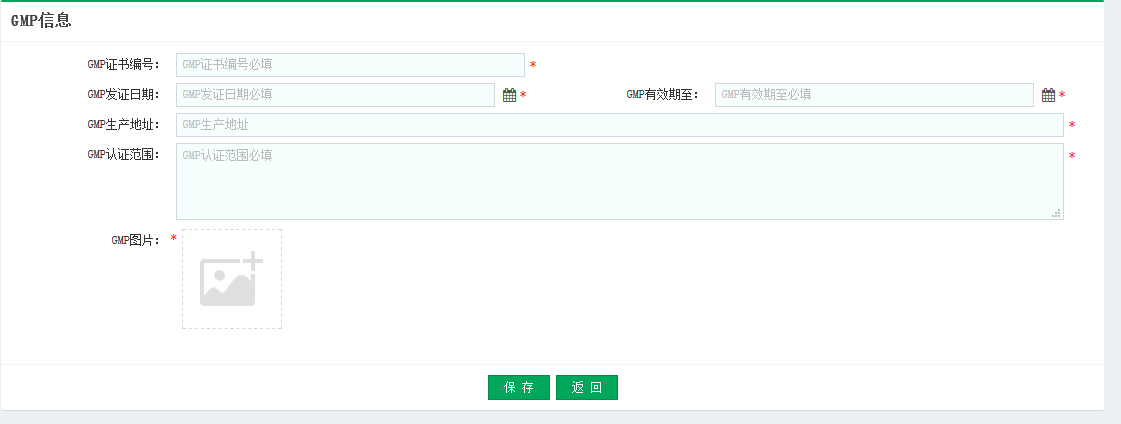 GMP信息
GMP证书编号： GMP证书编号必填 *
GMP发证日期： GMP发证日期必填 * GMP有效期至： GMP有效期至必填 *
GMP生产地址： GMP生产地址 *
GMP认证范围： GMP认证范围必填 *
GMP图片： *
保 存 返 回